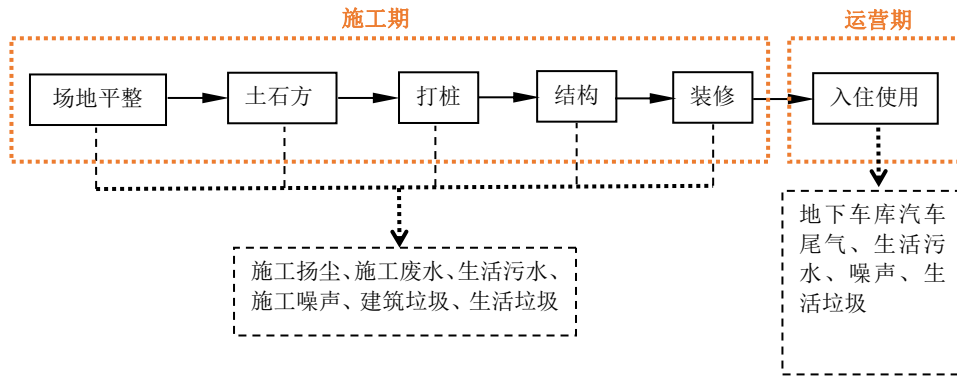 施工期
运营期
场地平整
土石方
打桩
结构
装修
入住使用
施工扬尘、施工废水、生活污水、
施工噪声、建筑垃圾、生活垃圾
地下车库汽车
尾气、生活污
水、噪声、生
活垃圾